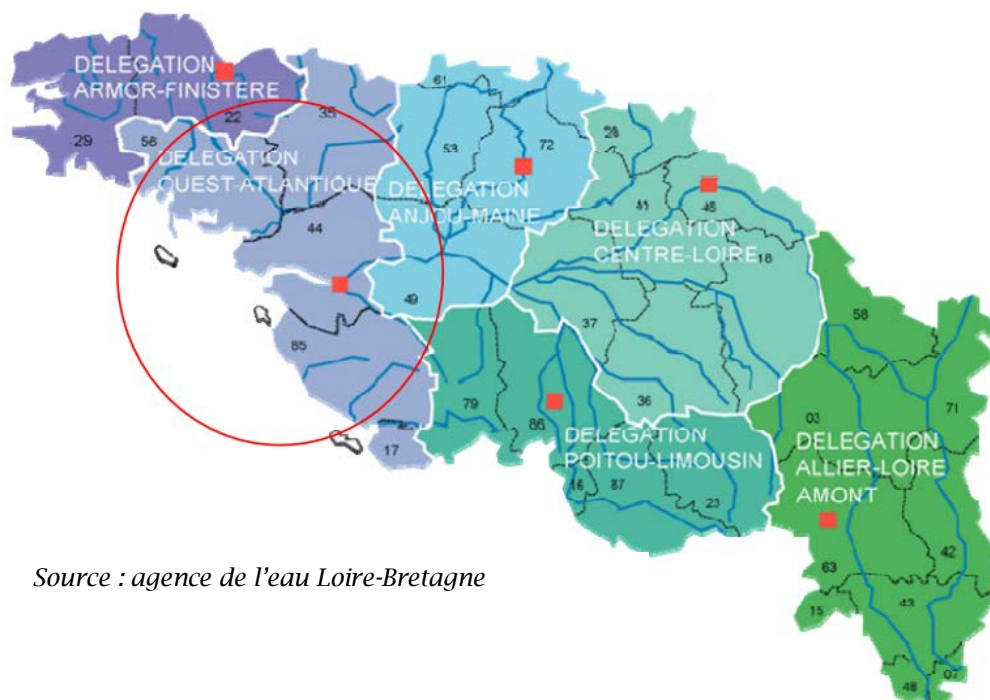 DELEGATION
ARMOR-FINISTERE
29
22
56
35
DELEGATION
OUEST-ATLANTIQUE
44
85
17
61
53
72
DELEGATION
ANJOU-MAINE
49
28
41
45
DELEGATION
CENTRE-LOIRE
18
37
36
79
86
DELEGATION
POITOU-LIMOUSIN
16
87
23
58
03
71
DELEGATION
ALLIER-LOIRE
AMONT
63
42
15
43
48
07
Source : agence de l’eau Loire-Bretagne